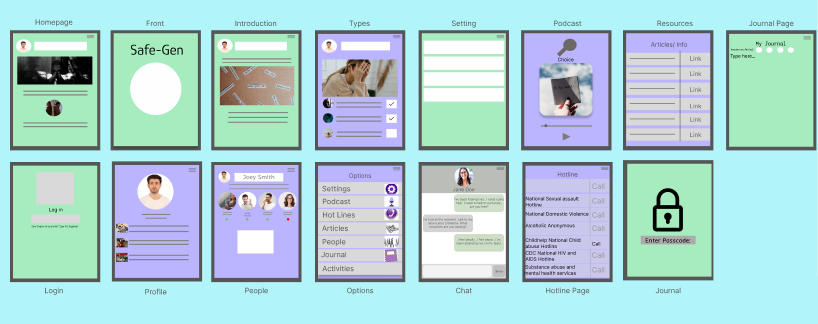 Homepage
Front
Introduction
Types
Setting
Podcast
Resources
Journal Page
Safe-Gen
Choice
Articles/ Info
Link
Link
Link
Link
Link
Link
My Journal
Type here...
Log in
Joey Smith
Options
Settings
Podcast
Hot Lines
Articles
People
Journal
Activities
Jane Doe
Hotline
Call
National Sexual assault
Hotline
Call
National Domestic Violence
Call
Alcoholic Anonymous
Call
Childhelp National Child
abuse Hotline
Call
CDC National HIV and
AIDS Hotline
Call
Substance abuse and
mental health services
Call
Enter Passcode:
Login
Profile
People
Options
Chat
Hotline Page
Journal